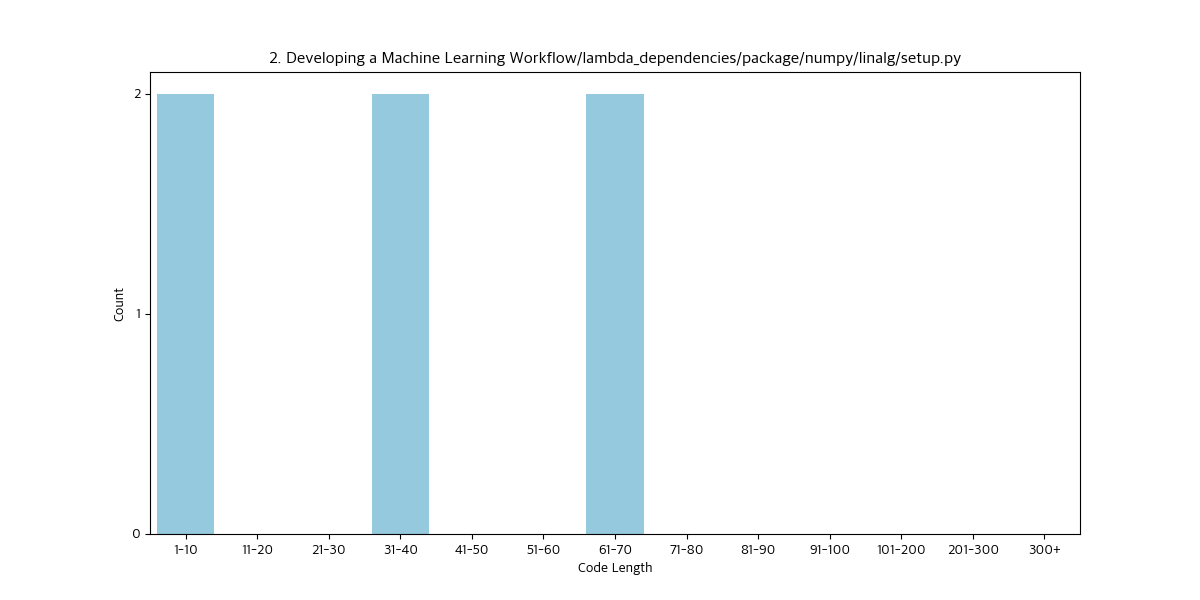 2. Developing a Machine Learning Workflow/lambda_dependencies/package/numpy/linalg/setup.py
2
1
0
Count
1-10 11-20 21-30 31-40 41-50 51-60 61-70 71-80 81-90 91-100 101-200 201-300 300+
Code Length